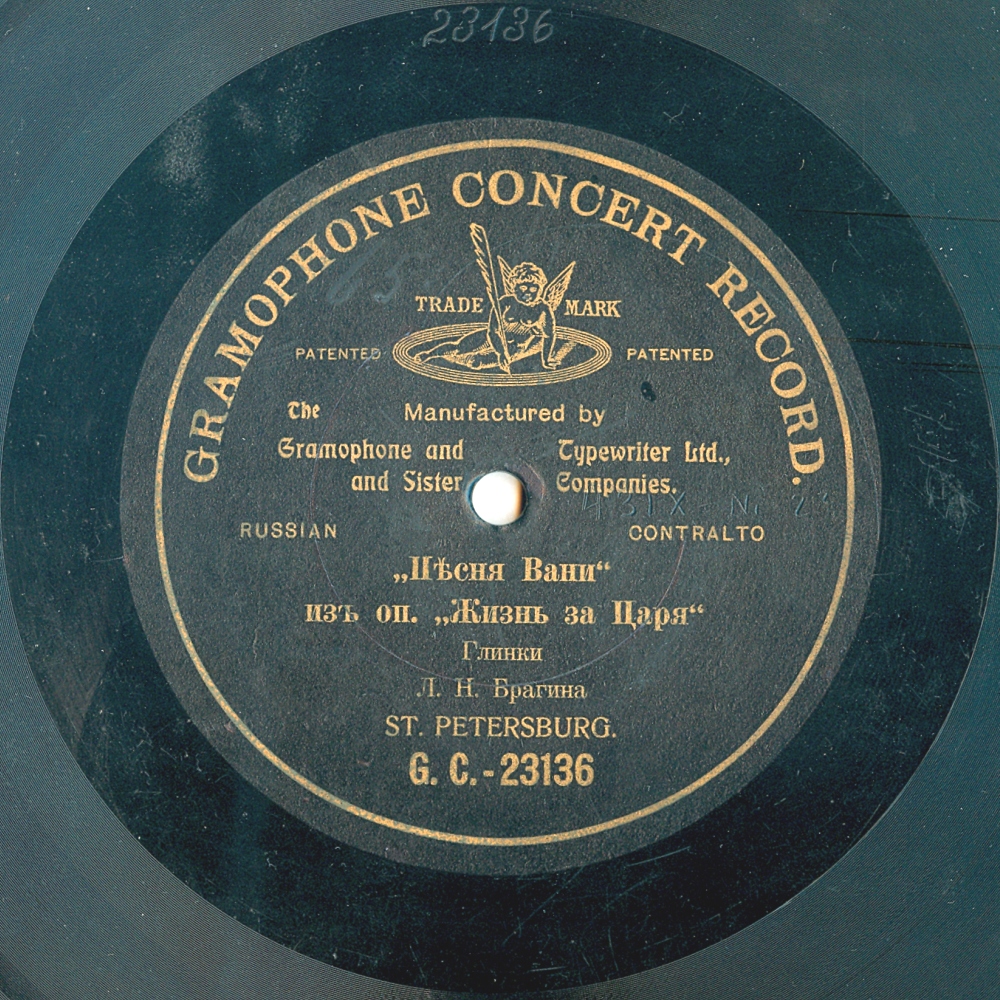 23136
GRAMOPHONE CONCERT RECORD.
TRADE MARK
PATENTED PATENTED
The Manufactured by
Gramophone and Typewriter Ltd.,
and Sister Companies.
RUSSIAN CONTRALTO
„Пѣсня Вани“
изъ оп. „Жизнь за Царя“
Глинки
Л. Н. Брагина
ST. PETERSBURG.
G. C.-23136